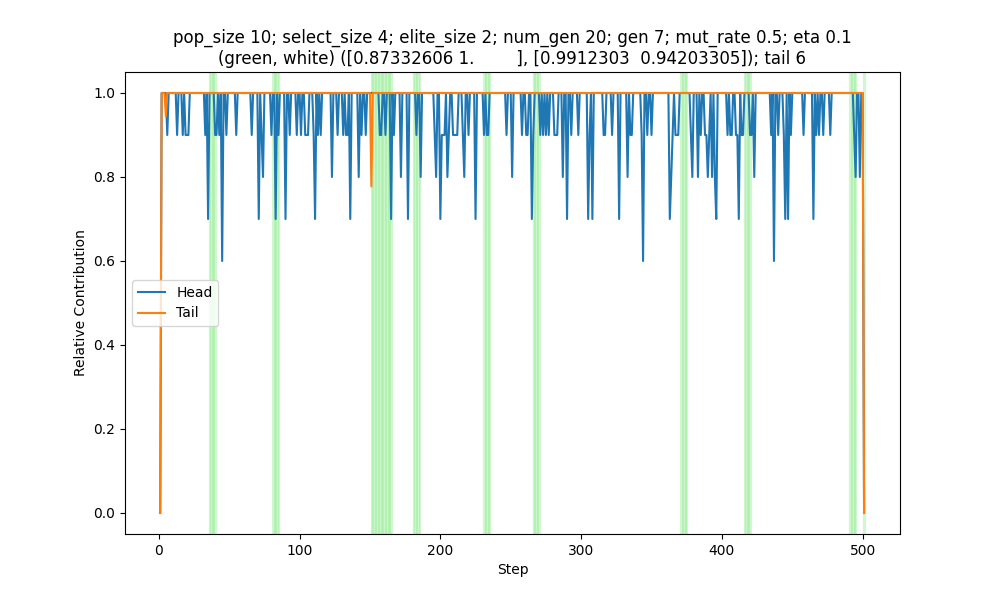 pop_size 10; select_size 4; elite_size 2; num_gen 20; gen 7; mut_rate 0.5; eta 0.1
(green, white) ([0.87332606 1.        ], [0.9912303  0.94203305]); tail 6
1.0
0.8
0.6
0.4
0.2
0.0
Relative Contribution
Head
Tail
0 100 200 300 400 500
Step